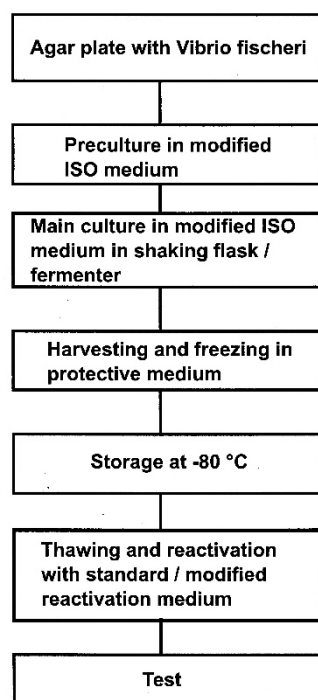 Agar plate with Vibrio fischeri
Preculture in modified
ISO medium
Main culture in modified ISO
medium in shaking flask /
fermenter
Harvesting and freezing in
protective medium
Storage at -80 °C
Thawing and reactivation
with standard / modified
reactivation medium
Test